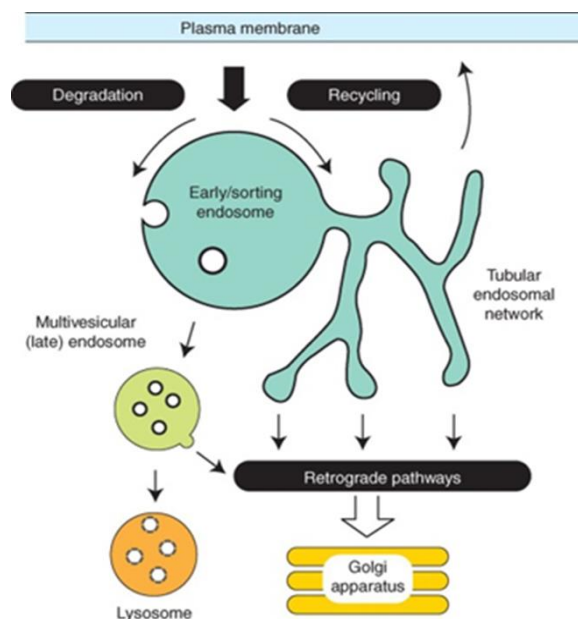 Plasma membrane
Degradation
Recycling
Early/sorting
endosome
Tubular
endosomal
network
Multivesicular
(late) endosome
Retrograde pathways
Golgi
apparatus
Lysosome